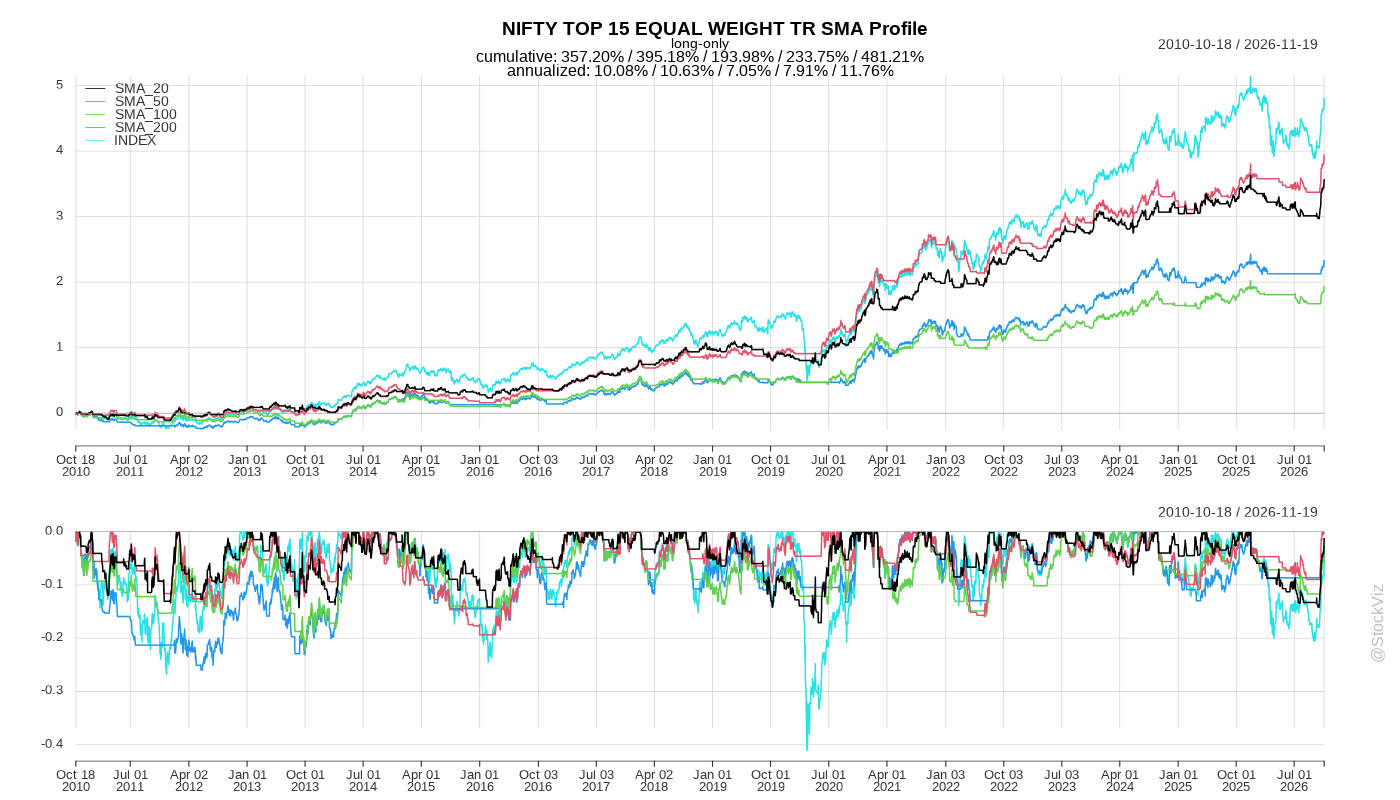 NIFTY TOP 15 EQUAL WEIGHT TR SMA Profile
long-only
cumulative: 357.20% / 395.18% / 193.98% / 233.75% / 481.21%
annualized: 10.08% / 10.63% / 7.05% / 7.91% / 11.76%
2010-10-18 / 2026-11-19
SMA_20
SMA_50
SMA_100
SMA_200
INDEX
5
4
3
2
1
0
Oct 18 Jul 01 Apr 02 Jan 01 Oct 01 Jul 01 Apr 01 Jan 01 Oct 03 Jul 03 Apr 02 Jan 01 Oct 01 Jul 01 Apr 01 Jan 03 Oct 03 Jul 03 Apr 01 Jan 01 Oct 01 Jul 01
2010 2011 2012 2013 2013 2014 2015 2016 2016 2017 2018 2019 2019 2020 2021 2022 2022 2023 2024 2025 2025 2026
2010-10-18 / 2026-11-19
0.0
-0.1
-0.2
-0.3
-0.4
Oct 18 Jul 01 Apr 02 Jan 01 Oct 01 Jul 01 Apr 01 Jan 01 Oct 03 Jul 03 Apr 02 Jan 01 Oct 01 Jul 01 Apr 01 Jan 03 Oct 03 Jul 03 Apr 01 Jan 01 Oct 01 Jul 01
2010 2011 2012 2013 2013 2014 2015 2016 2016 2017 2018 2019 2019 2020 2021 2022 2022 2023 2024 2025 2025 2026
@StockViz